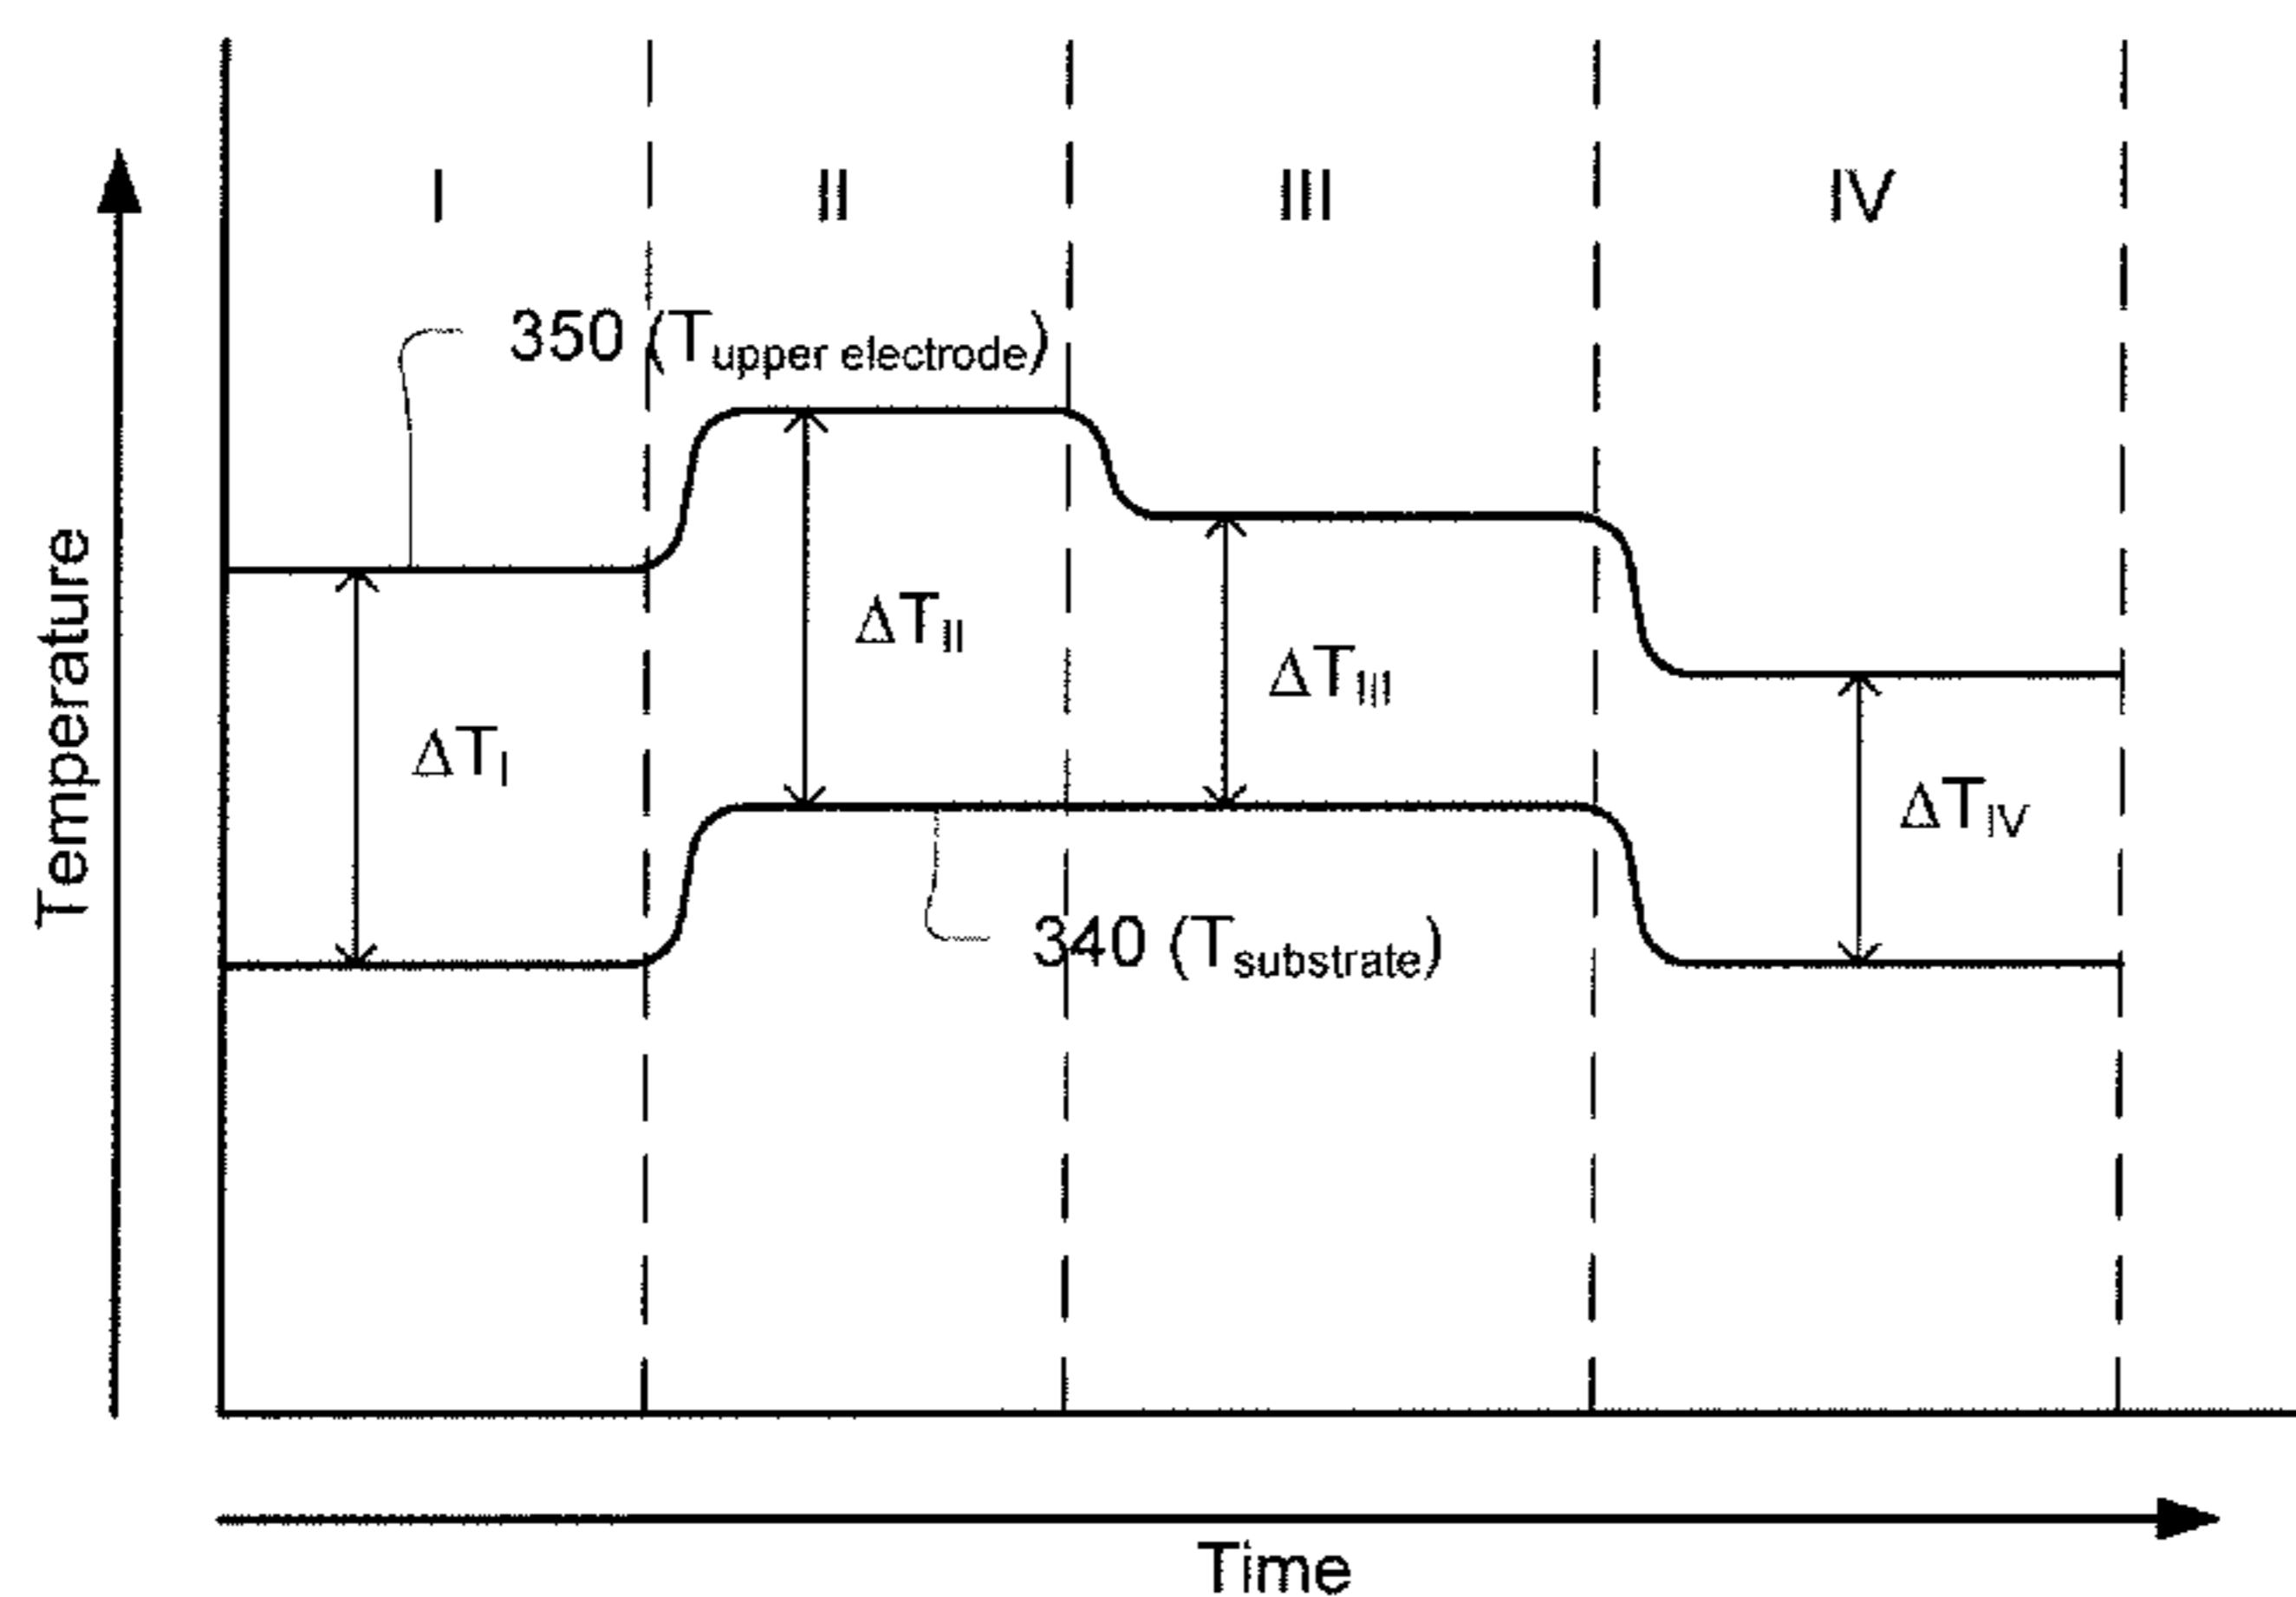 I II III IV
350 (Tupper electrode)
ΔTI
ΔTII
ΔTIII
ΔTIV
340 (Tsubstrate)
Temperature
Time